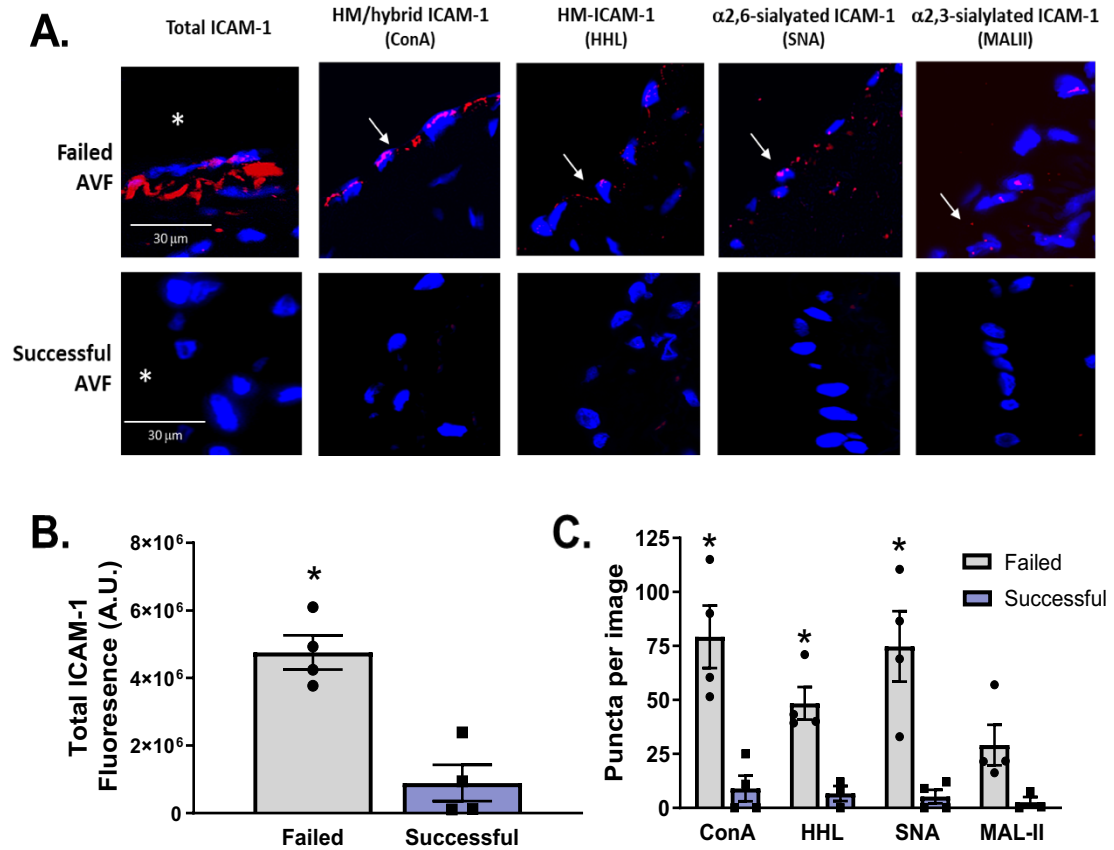 A.
Total ICAM-1
HM/hybrid ICAM-1
(ConA)
HM-ICAM-1
(HHL)
α2,6-sialyated ICAM-1
(SNA)
α2,3-sialylated ICAM-1
(MALII)
Failed
AVF
*
30 µm
Successful
AVF
*
30 µm
B.
Total ICAM-1
Fluoresence (A.U.)
8×10⁶
6×10⁶
4×10⁶
2×10⁶
0
*
Failed
Successful
C.
Puncta per image
125
100
75
50
25
0
*
*
*
Failed
Successful
ConA
HHL
SNA
MAL-II